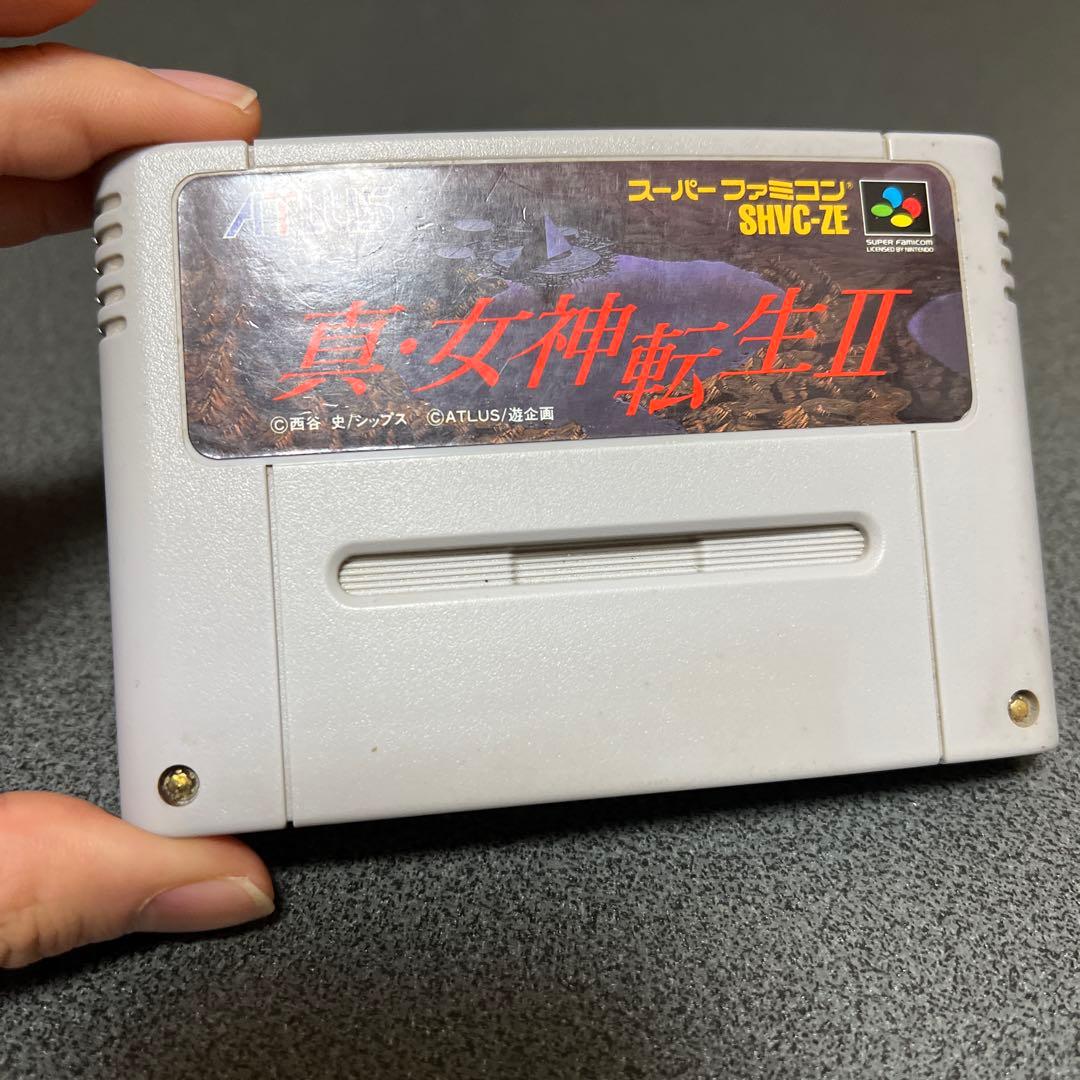 ATLUS
スーパーファミコン®
SHVC-ZE
SUPER FAMICOM
LICENSED BY NINTENDO
真・女神転生II
©西谷 史/シップス ©ATLUS/遊企画